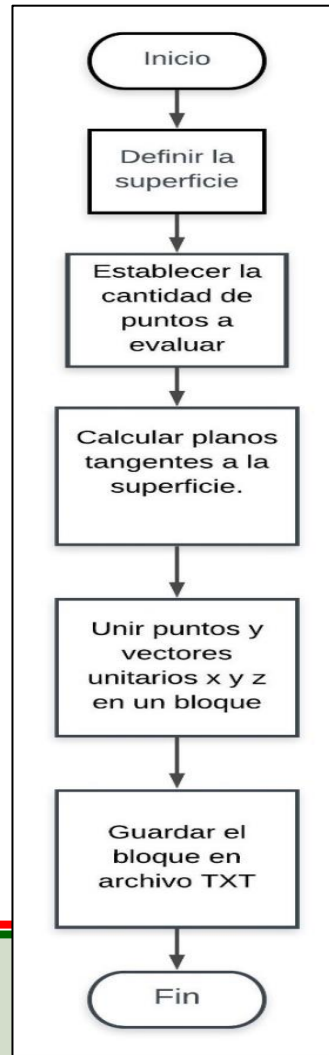 Inicio
Definir la
superficie
Establecer la
cantidad de
puntos a
evaluar
Calcular planos
tangentes a la
superficie.
Unir puntos y
vectores
unitarios x y z
en un bloque
Guardar el
bloque en
archivo TXT
Fin